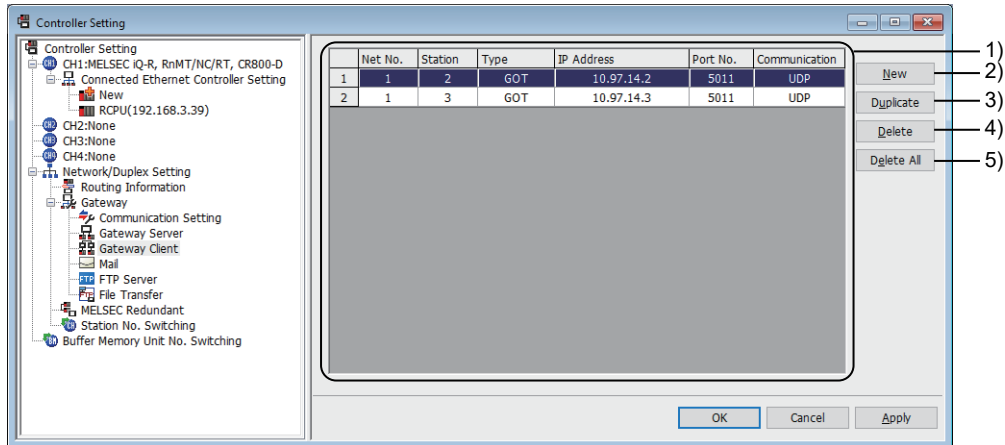 Controller Setting
Controller Setting
CH1:MELSEC iQ-R, RnMT/NC/RT, CR800-D
Connected Ethernet Controller Setting
New
RCPU(192.168.3.39)
CH2:None
CH3:None
CH4:None
Network/Duplex Setting
Routing Information
Gateway
Communication Setting
Gateway Server
Gateway Client
Mail
FTP Server
File Transfer
MELSEC Redundant
Station No. Switching
Buffer Memory Unit No. Switching
Net No. Station Type IP Address Port No. Communication
1 1 2 GOT 10.97.14.2 5011 UDP
2 1 3 GOT 10.97.14.3 5011 UDP
New
Duplicate
Delete
Delete All
1)
2)
3)
4)
5)
OK Cancel Apply